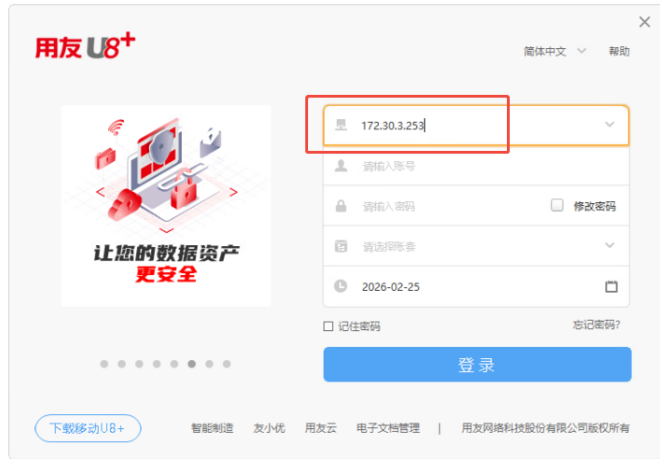 用友 U8+
简体中文 帮助
172.30.3.253
请输入账号
请输入密码 修改密码
请选择账套
2026-02-25
让您的数据资产
更安全
记住密码 忘记密码?
登录
下载移动U8+ 智能制造 友小优 用友云 电子文档管理 | 用友网络科技股份有限公司版权所有